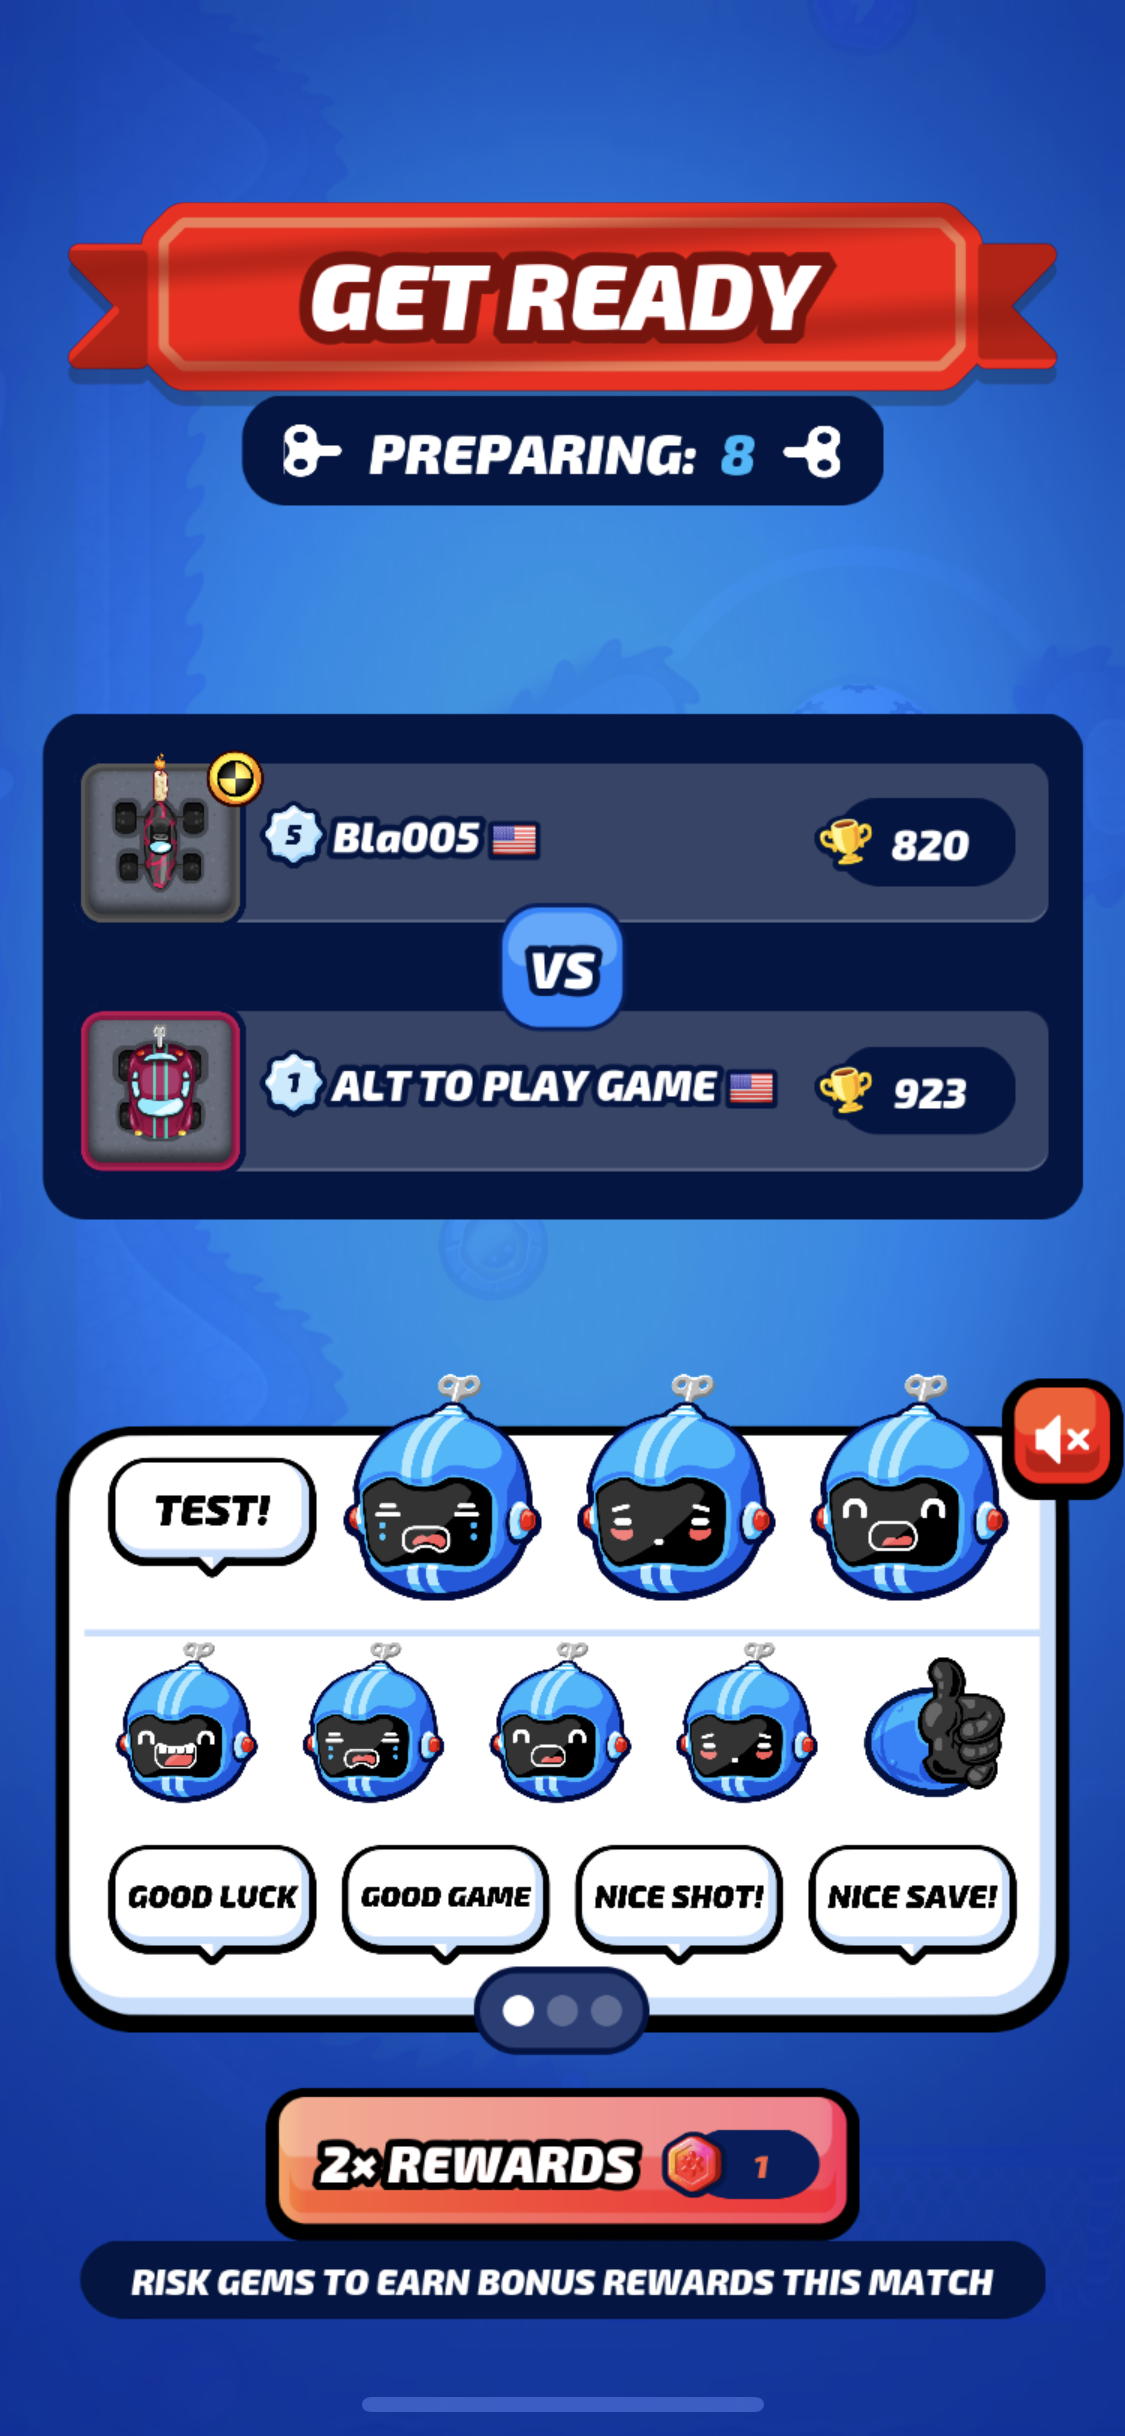 GET READY
PREPARING: 8
5 Bla005 820
VS
1 ALT TO PLAY GAME 923
TEST!
GOOD LUCK GOOD GAME NICE SHOT! NICE SAVE!
2x REWARDS 1
RISK GEMS TO EARN BONUS REWARDS THIS MATCH